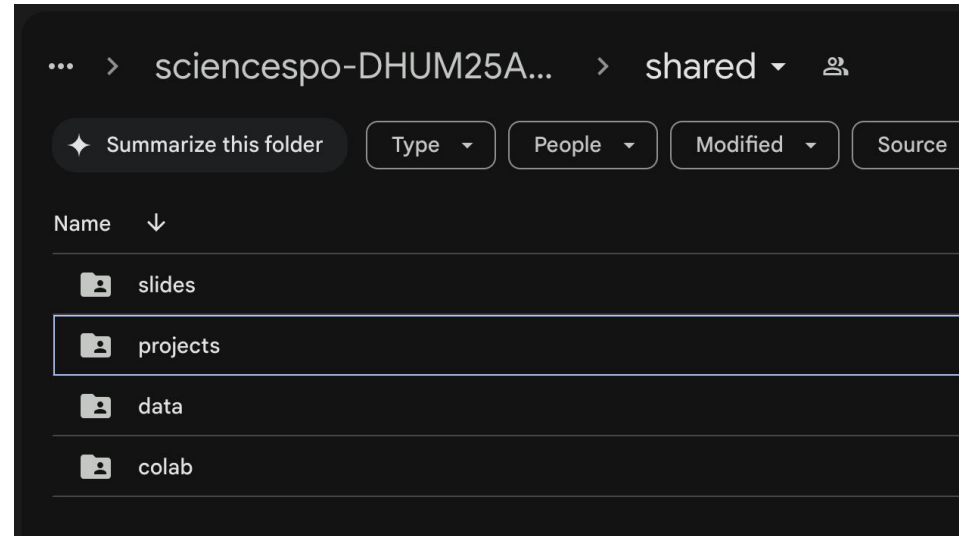 ... > sciencespo-DHUM25A... > shared
Summarize this folder Type People Modified Source
Name ↓
slides
projects
data
colab